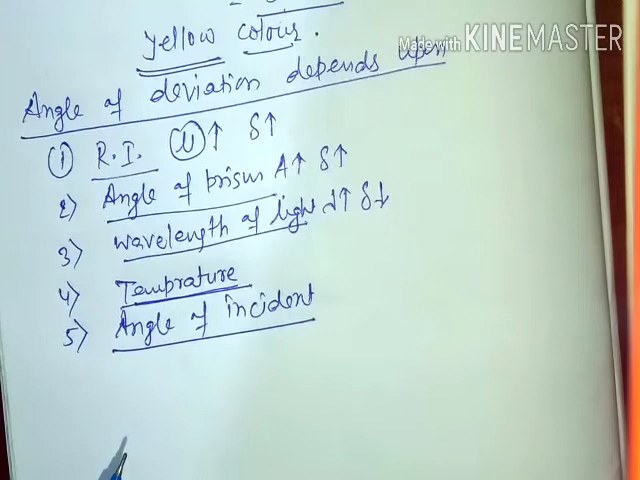 Yellow colour.
Made with KINEMASTER
Angle of deviation depends upon
① R.I. (μ)↑ δ↑
2) Angle of prism A↑ δ↑
3) Wavelength of light λ↑ δ↓
4) Temprature
5) Angle of incident